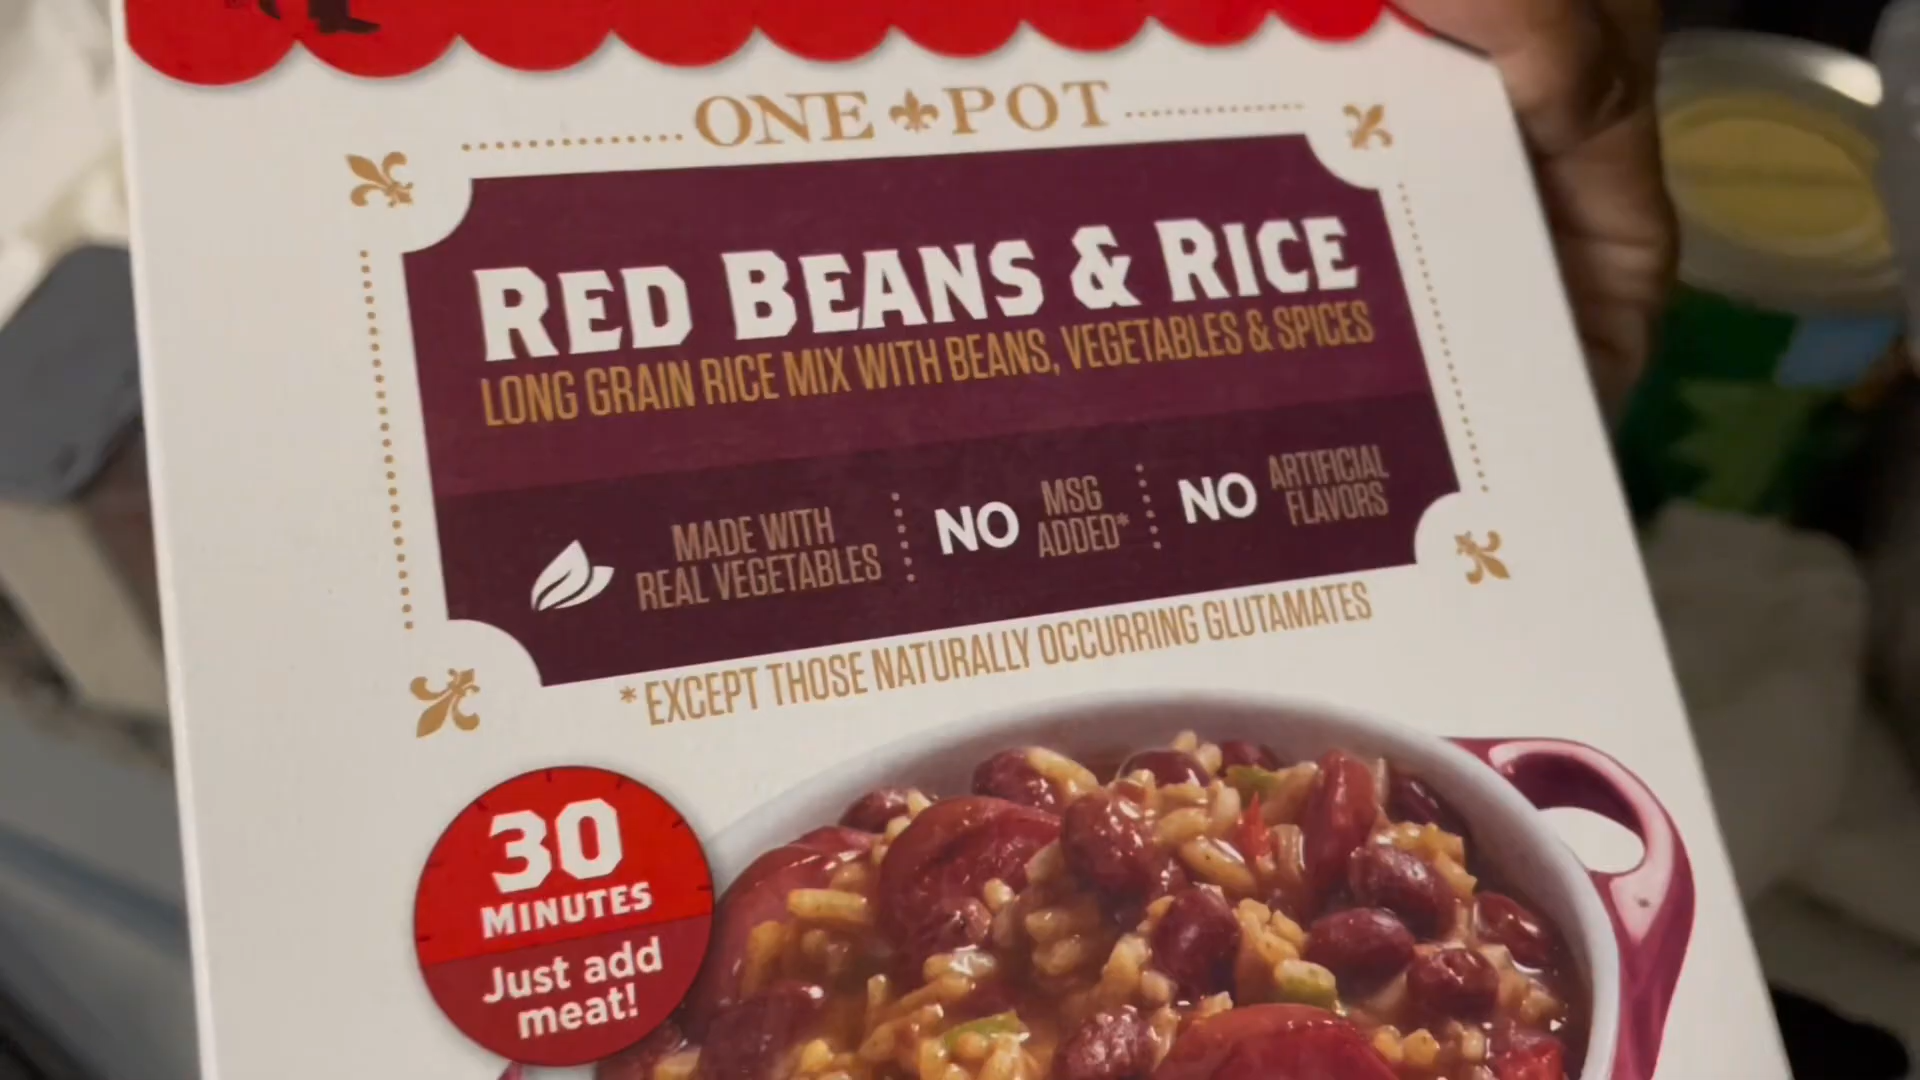 ONE POT
RED BEANS & RICE
LONG GRAIN RICE MIX WITH BEANS, VEGETABLES & SPICES
MADE WITH
REAL VEGETABLES
NO MSG
ADDED*
NO ARTIFICIAL
FLAVORS
*EXCEPT THOSE NATURALLY OCCURRING GLUTAMATES
30
MINUTES
Just add
meat!